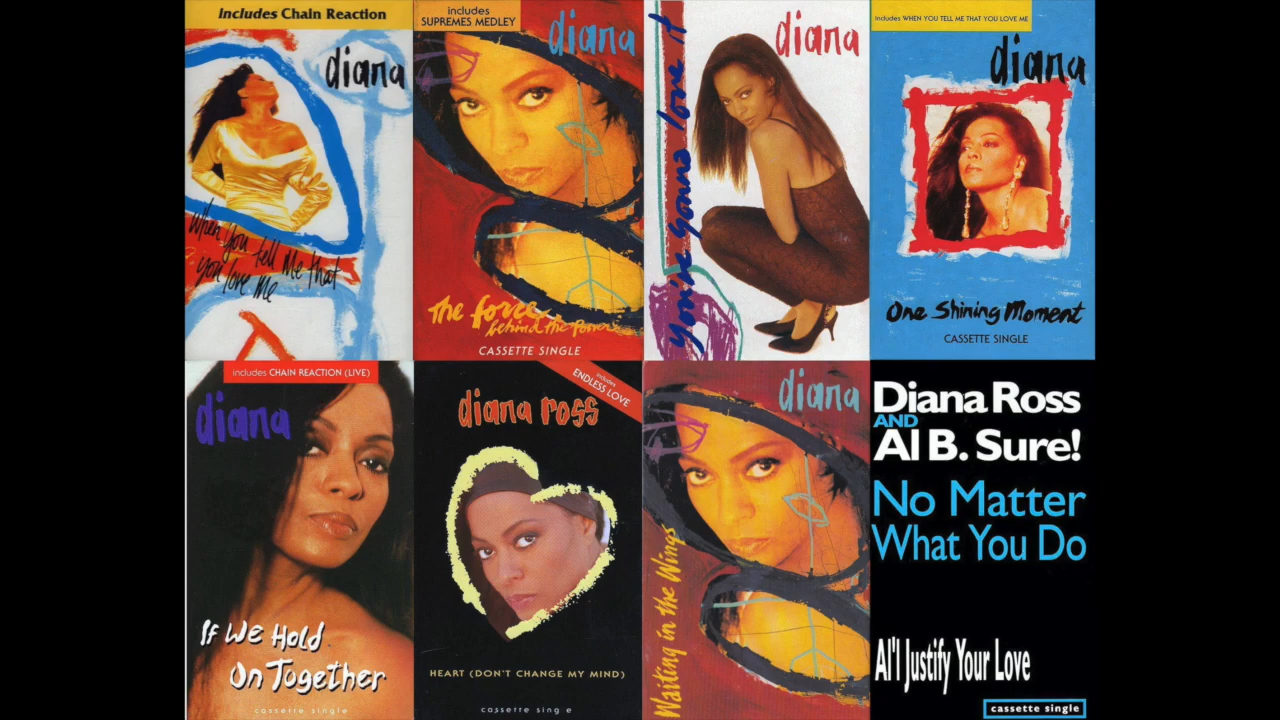 includes Chain Reaction
diana
When You tell Me that
you love Me
includes
SUPREMES MEDLEY
diana
The force
behind the Power
CASSETTE SINGLE
diana
you're gonna love it
includes WHEN YOU TELL ME THAT YOU LOVE ME
diana
One Shining Moment
CASSETTE SINGLE
includes CHAIN REACTION (LIVE)
diana
If We Hold
On Together
cassette single
includes
ENDLESS LOVE
diana ross
HEART (DON'T CHANGE MY MIND)
cassette sing e
diana
Waiting in the Wings
Diana Ross
AND
Al B. Sure!
No Matter
What You Do
Al'l Justify Your Love
cassette single